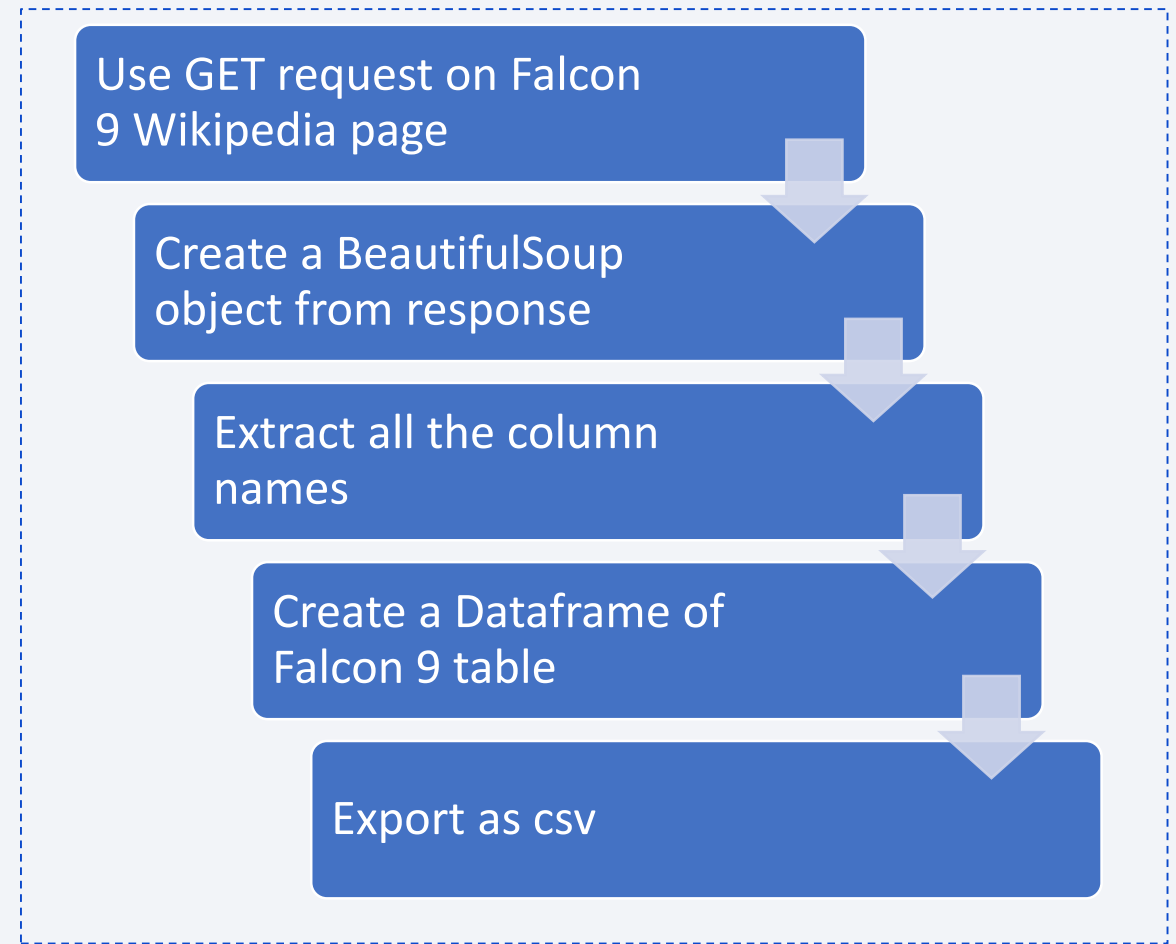 Use GET request on Falcon
9 Wikipedia page
Create a BeautifulSoup
object from response
Extract all the column
names
Create a Dataframe of
Falcon 9 table
Export as csv